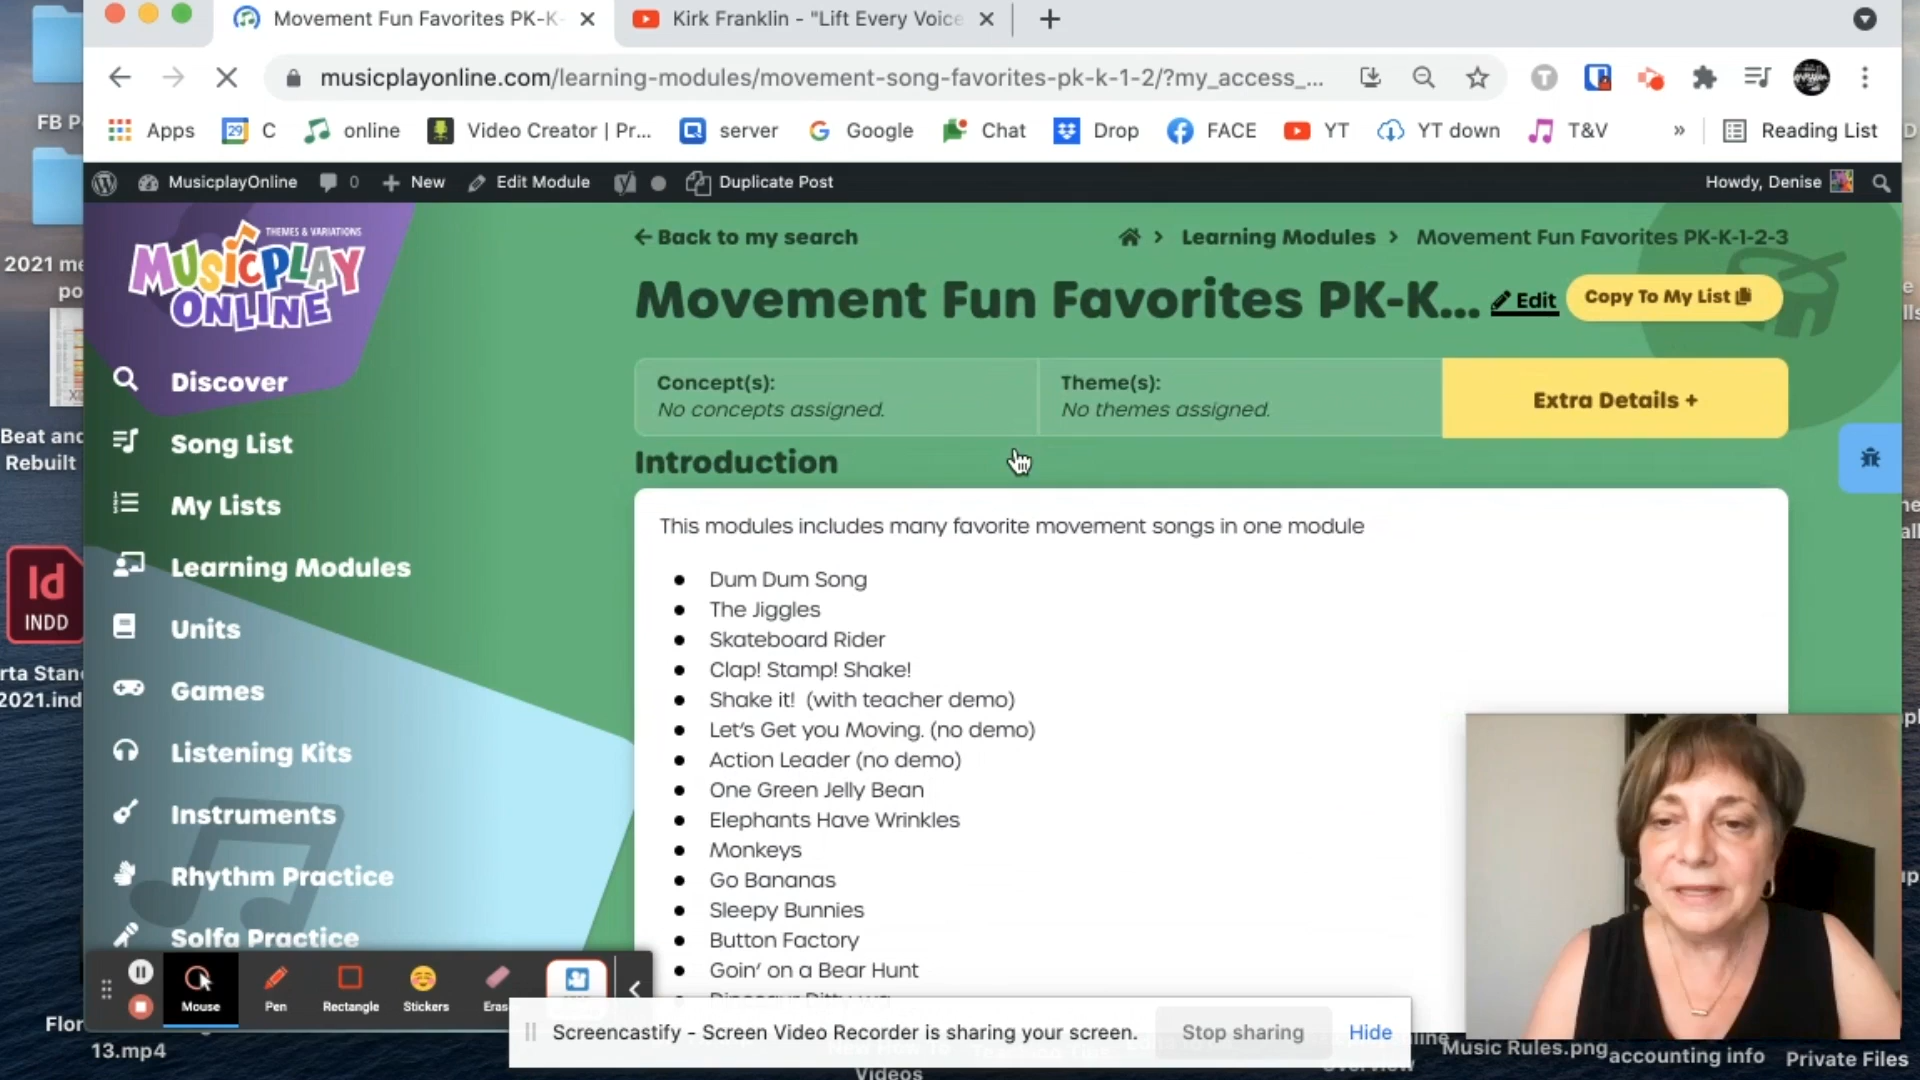 Movement Fun Favorites PK-K-
Kirk Franklin - "Lift Every Voice
musicplayonline.com/learning-modules/movement-song-favorites-pk-k-1-2/?my_access_...
Apps
29
C
online
Video Creator | Pr...
server
Google
Chat
Drop
FACE
YT
YT down
T&V
»
Reading List
MusicplayOnline
0
New
Edit Module
Duplicate Post
Howdy, Denise
THEMES & VARIATIONS
MUSICPLAY
ONLINE
Back to my search
Learning Modules
Movement Fun Favorites PK-K-1-2-3
Movement Fun Favorites PK-K...
Edit
Copy To My List
Concept(s):
No concepts assigned.
Theme(s):
No themes assigned.
Extra Details +
Discover
Song List
My Lists
Learning Modules
Units
Games
Listening Kits
Instruments
Rhythm Practice
Solfa Practice
Introduction
This modules includes many favorite movement songs in one module
Dum Dum Song
The Jiggles
Skateboard Rider
Clap! Stamp! Shake!
Shake it! (with teacher demo)
Let's Get you Moving. (no demo)
Action Leader (no demo)
One Green Jelly Bean
Elephants Have Wrinkles
Monkeys
Go Bananas
Sleepy Bunnies
Button Factory
Goin' on a Bear Hunt
Mouse
Pen
Rectangle
Stickers
Eras
Screencastify - Screen Video Recorder is sharing your screen.
Stop sharing
Hide
FB P
2021 me
po
Beat and
Rebuilt
Id
INDD
rta Stan
2021.ind
Flor
13.mp4
Videos
Music Rules.png
accounting info
Private Files